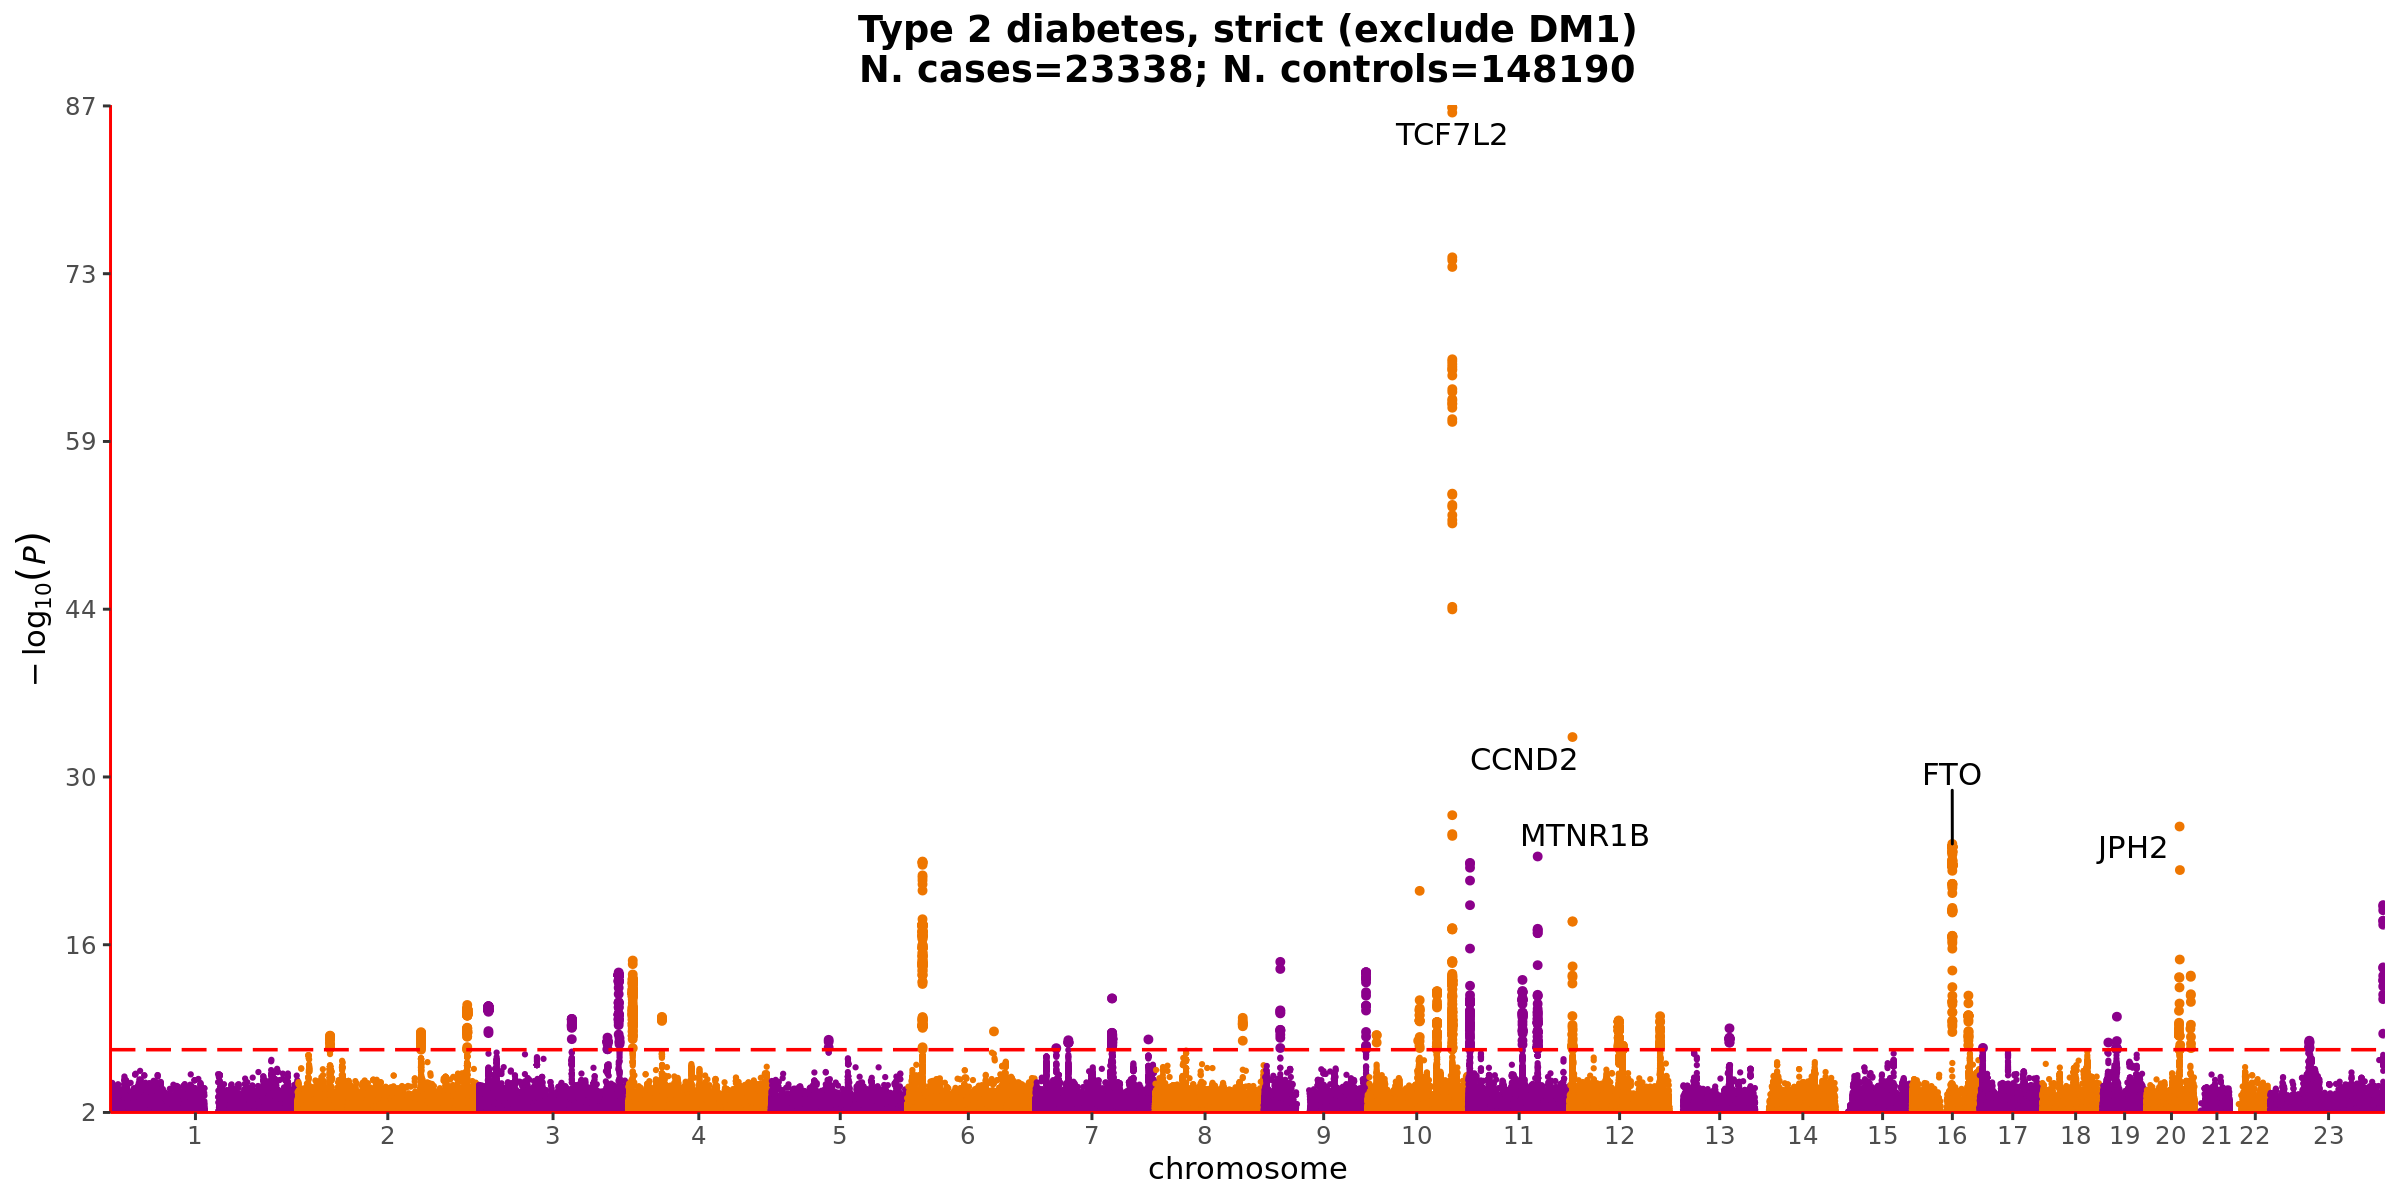 Type 2 diabetes, strict (exclude DM1)
N. cases=23338; N. controls=148190
87
TCF7L2
73
59
44
− log10(P)
CCND2
FTO
30
MTNR1B
JPH2
16
2
1 2 3 4 5 6 7 8 9 10 11 12 13 14 15 16 17 18 19 20 21 22 23
chromosome